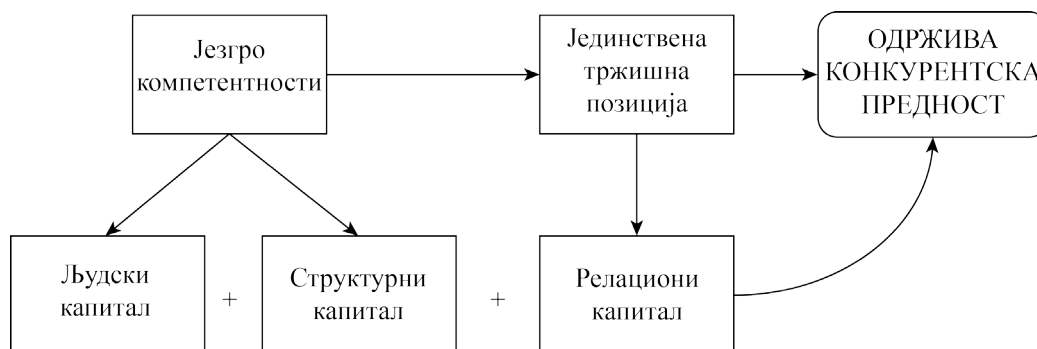 Језгро
компетентности
Јединствена
тржишна
позиција
ОДРЖИВА
КОНКУРЕНТСКА
ПРЕДНОСТ
Људски
капитал
+
Структурни
капитал
+
Релациони
капитал